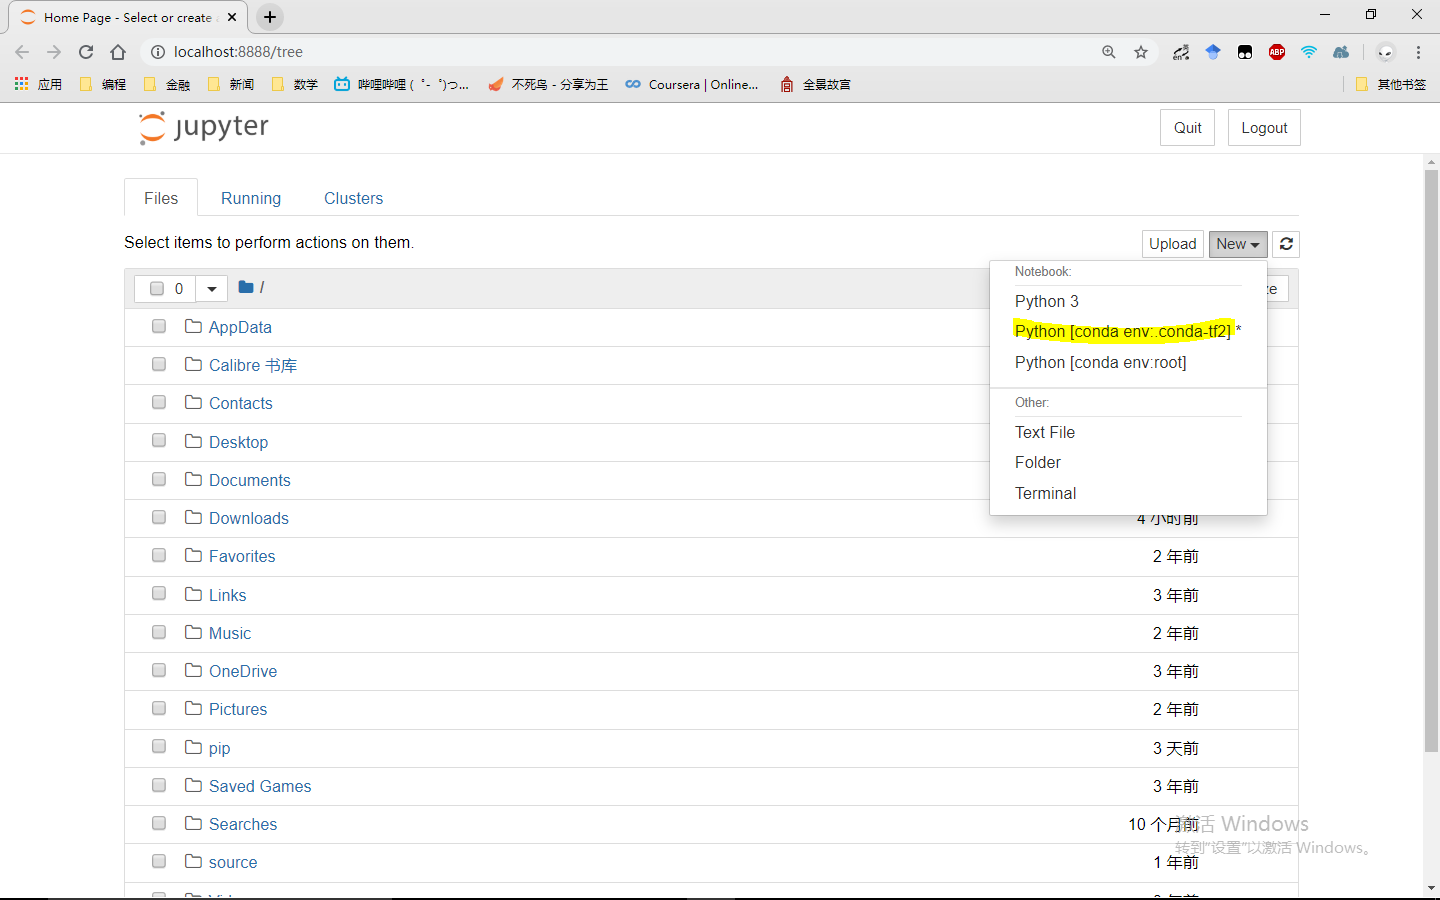 Home Page - Select or create
localhost:8888/tree
应用 编程 金融 新闻 数学 哔哩哔哩 ( ゜- ゜)つ... 不死鸟 - 分享为王 Coursera | Online... 全景故宫 其他书签
jupyter
Quit Logout
Files Running Clusters
Select items to perform actions on them.
Upload New
0 /
Notebook:
Python 3
Python [conda env:.conda-tf2] *
Python [conda env:root]
Other:
Text File
Folder
Terminal
AppData
Calibre 书库
Contacts
Desktop
Documents
Downloads 4 小时前
Favorites 2 年前
Links 3 年前
Music 2 年前
OneDrive 3 年前
Pictures 2 年前
pip 3 天前
Saved Games 3 年前
Searches 10 个月前
source 1 年前
激活 Windows
转到"设置"以激活 Windows。